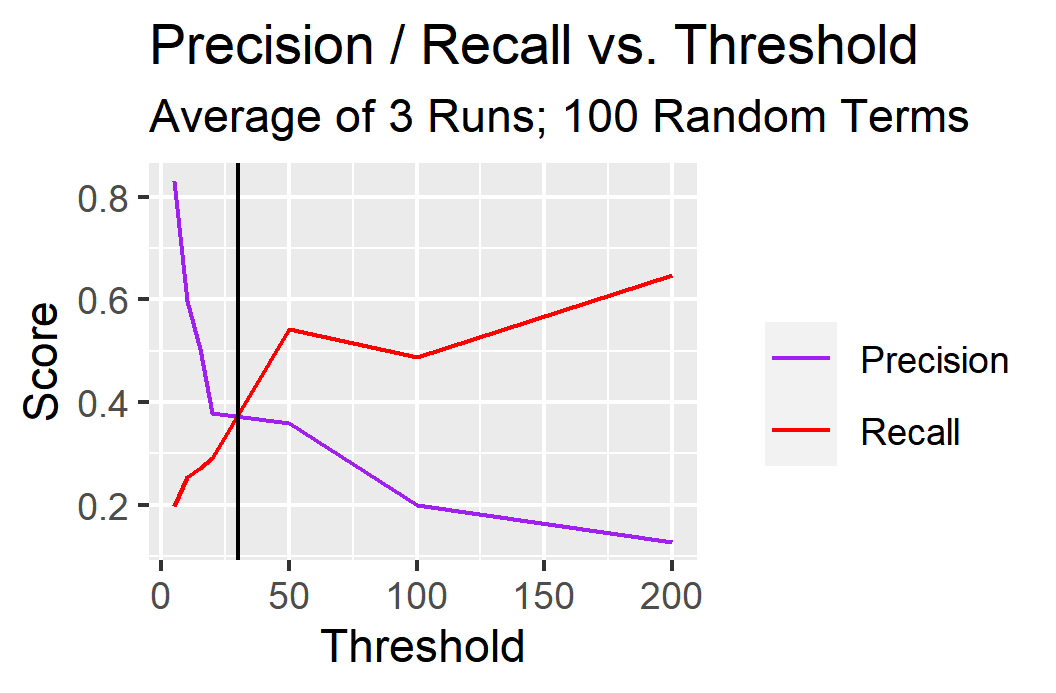 Precision / Recall vs. Threshold
Average of 3 Runs; 100 Random Terms
Score
0.8
0.6
0.4
0.2
0 50 100 150 200
Threshold
Precision
Recall